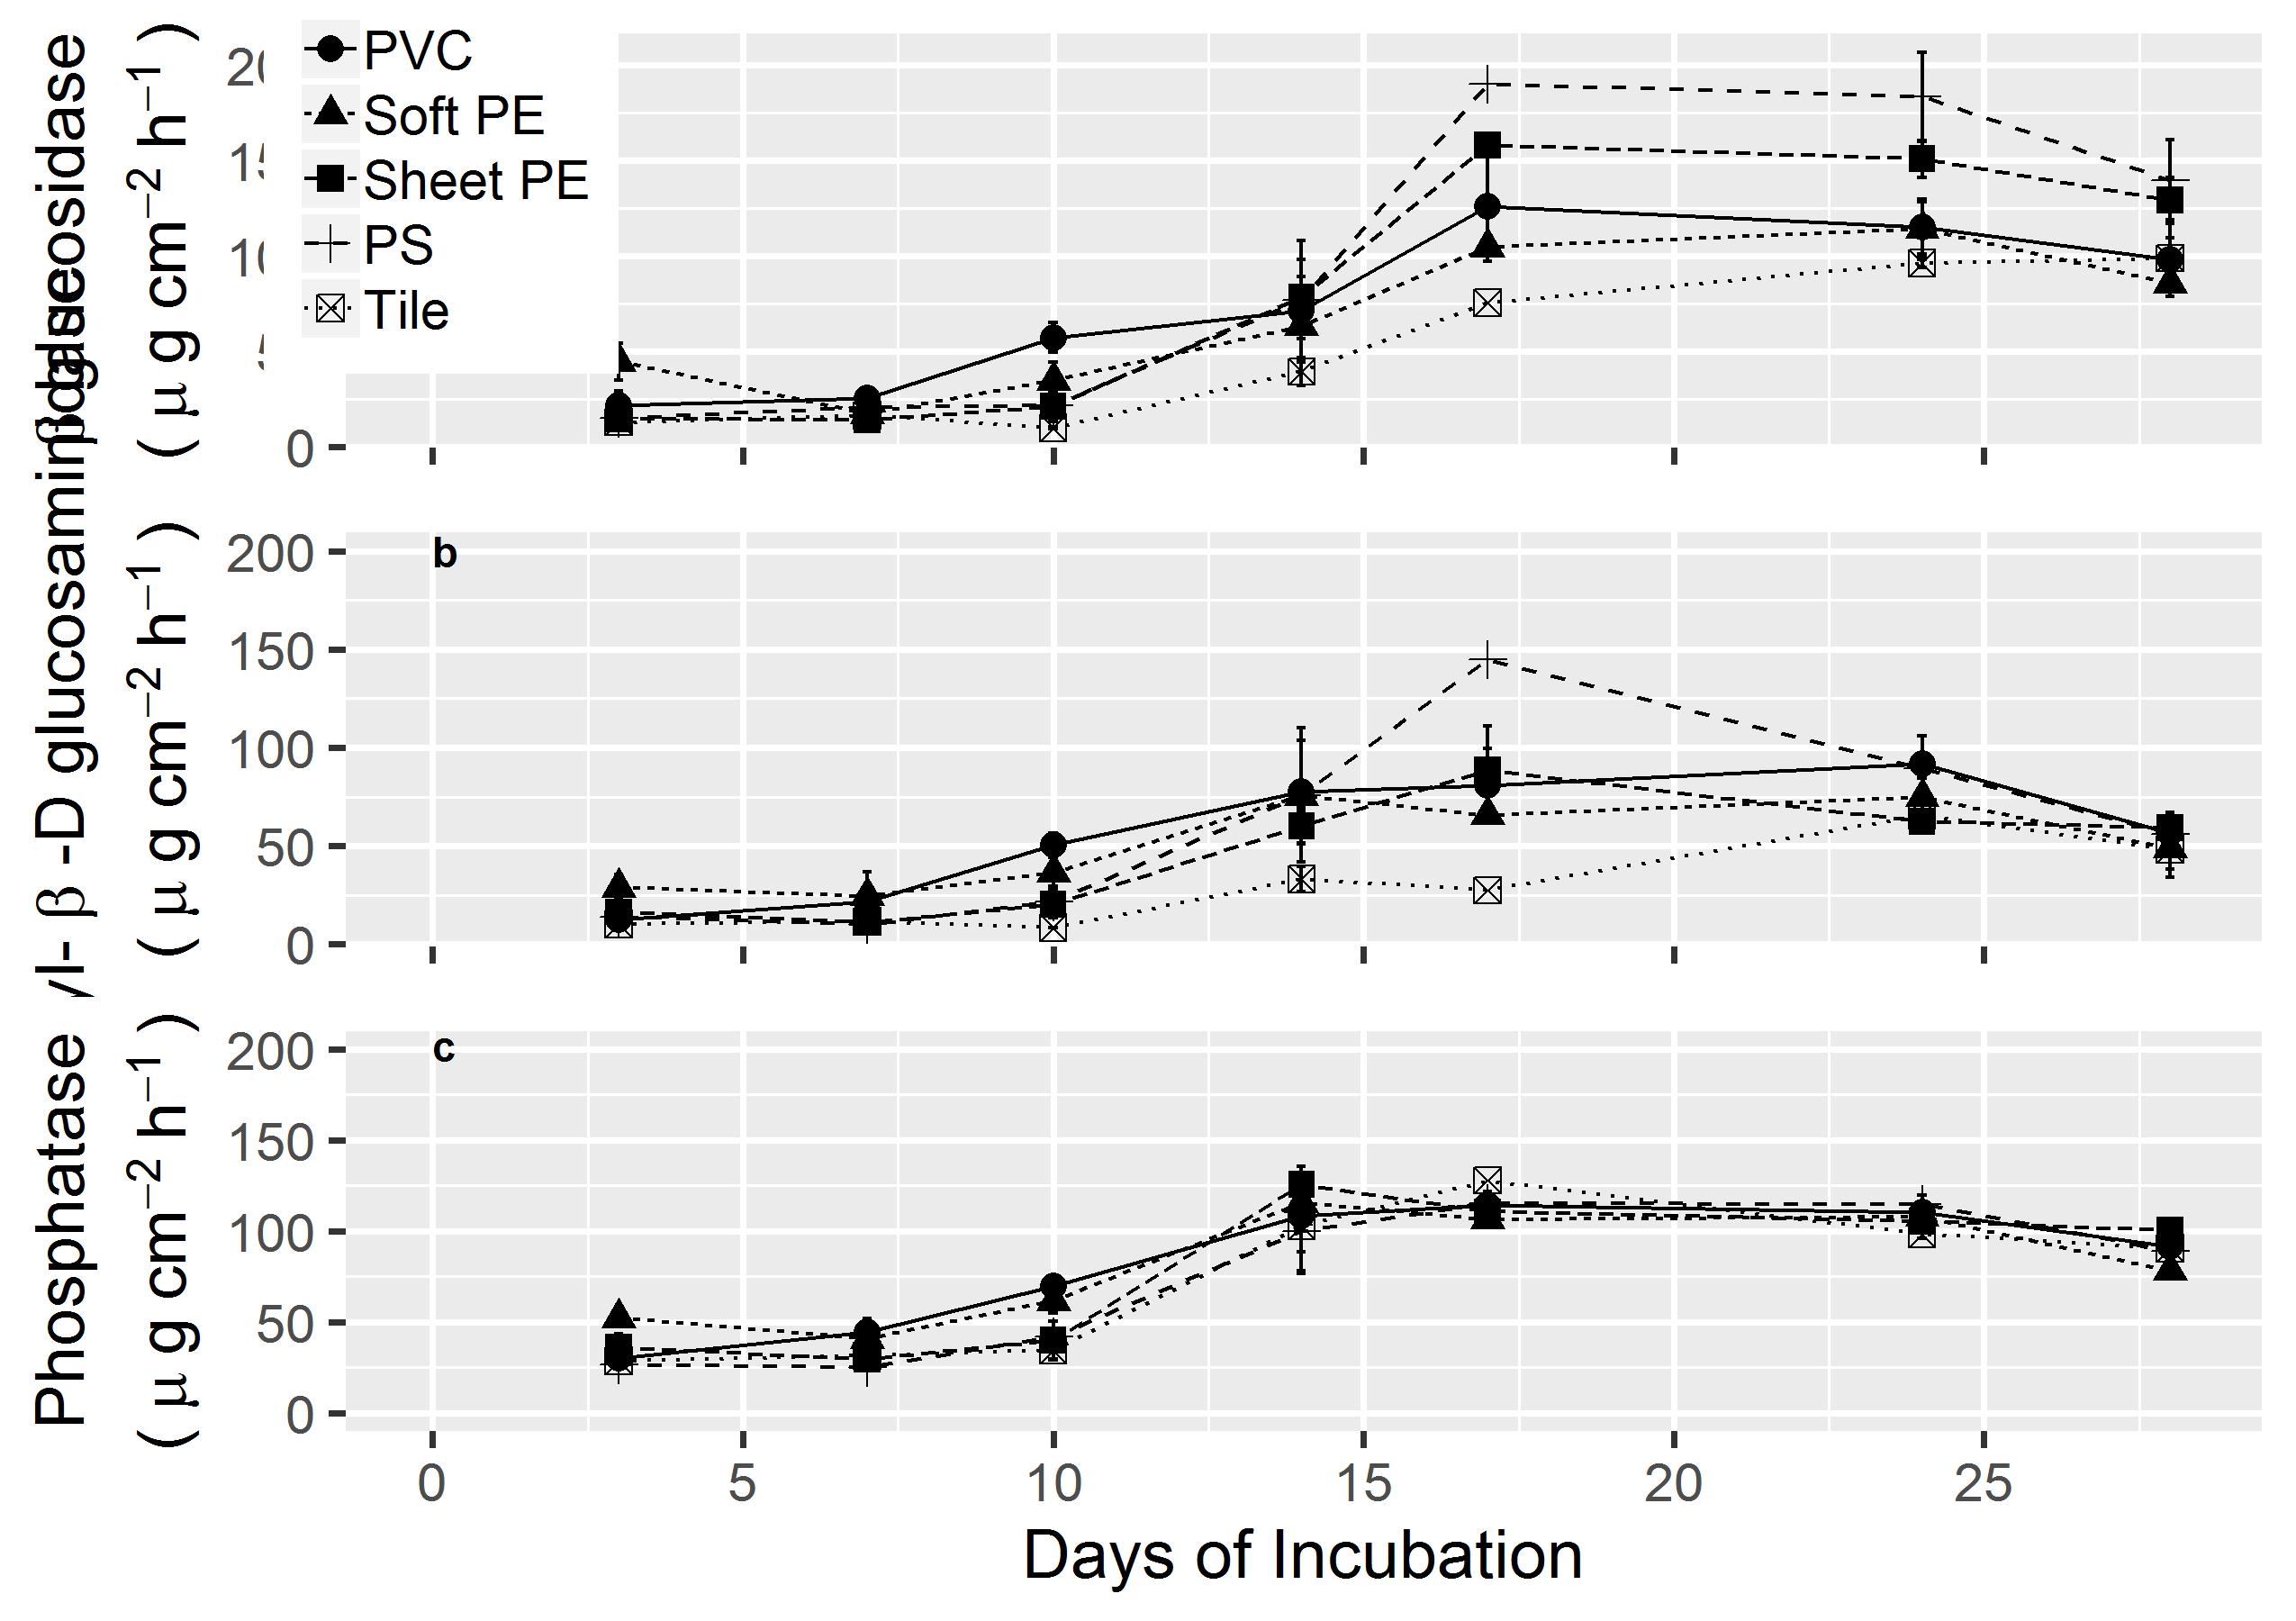 PVC
Soft PE
Sheet PE
PS
Tile
( μ g cm−2 h−1 )
0
b
β -D glucosaminidase
( μ g cm−2 h−1 )
200
150
100
50
0
c
Phosphatase
( μ g cm−2 h−1 )
200
150
100
50
0
0 5 10 15 20 25
Days of Incubation